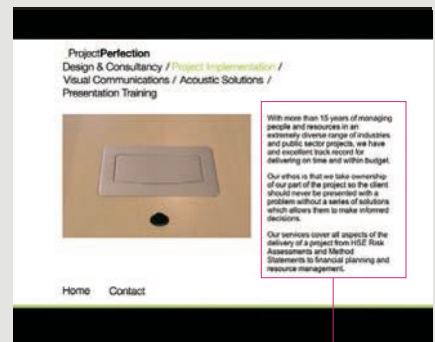 ProjectPerfection
Design & Consultancy / Project Implementation /
Visual Communications / Acoustic Solutions /
Presentation Training
With more than 15 years of managing
people and resources in an
extremely diverse range of industries
and public sector projects, we have
and excellent track record for
delivering on time and within budget.
Our ethos is that we take ownership
of our part of the project so the client
should never be presented with a
problem without a series of solutions
which allows them to make informed
decisions.
Our services cover all aspects of the
delivery of a project from HSE Risk
Assessments and Method
Statements to financial planning and
resource management.
Home Contact